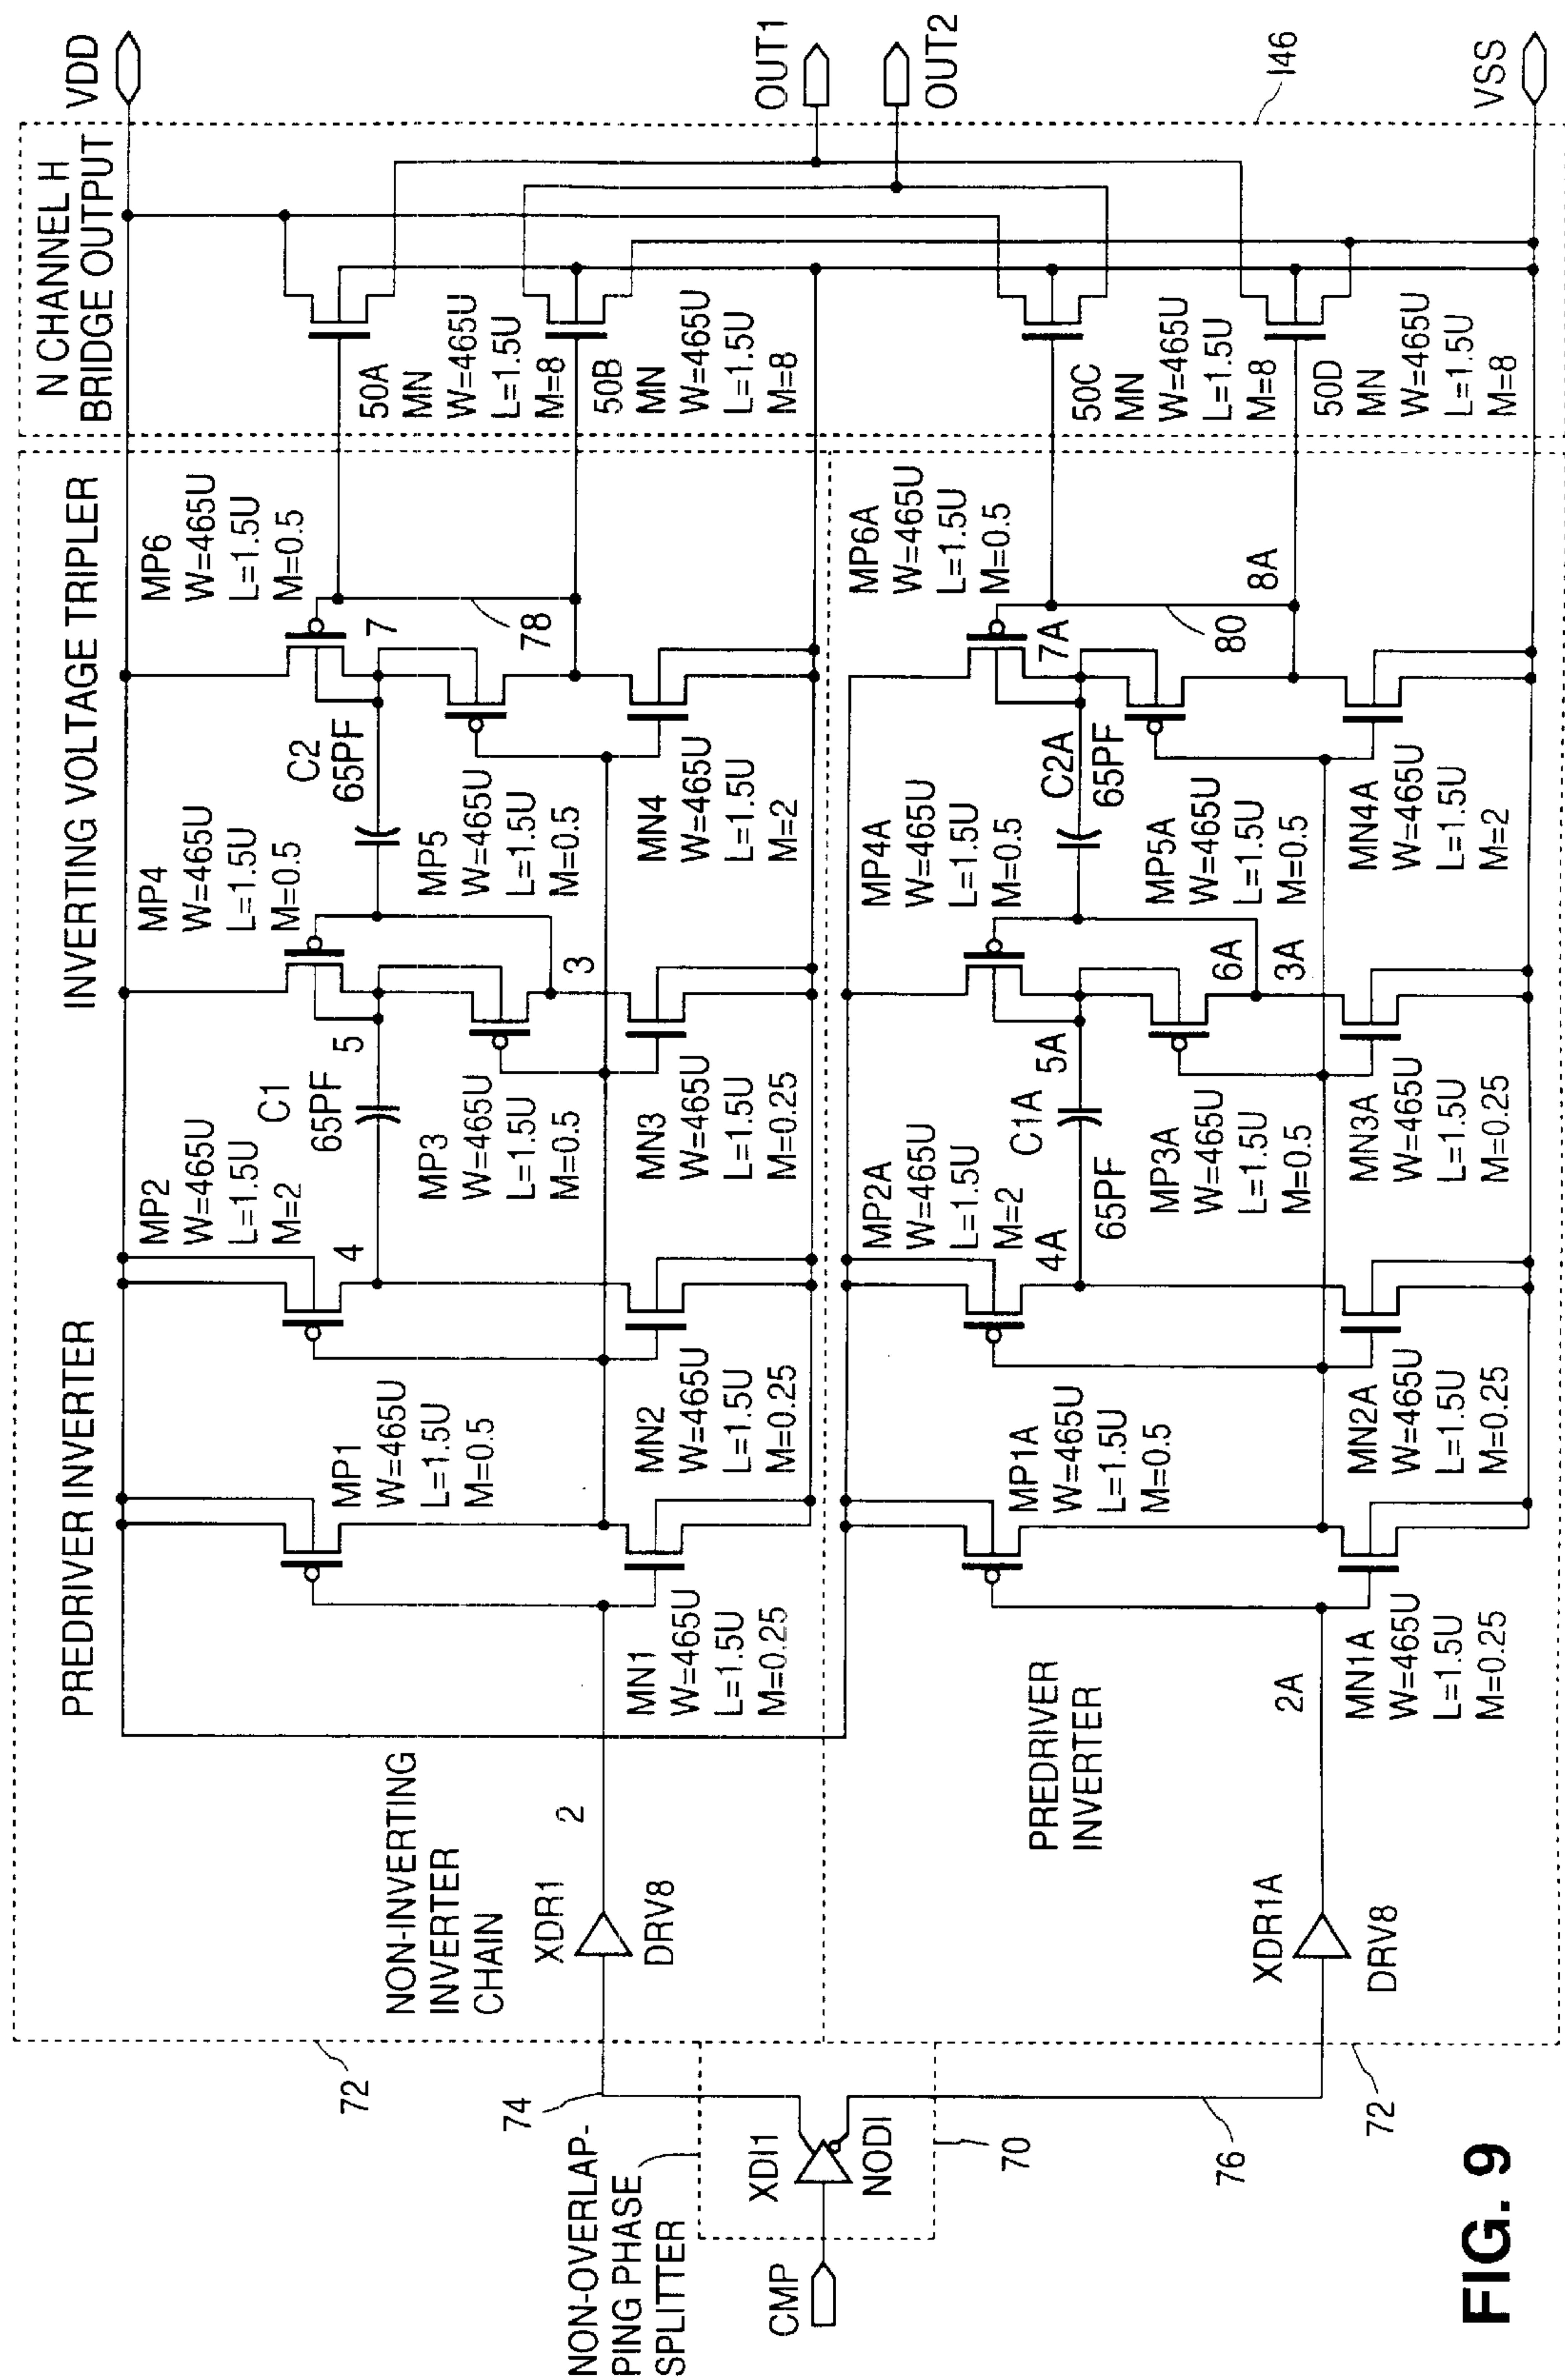 NON-OVERLAP-
PING PHASE
SPLITTER
CMP
XDI1
NODI
70
74
76
72
72
NON-INVERTING
INVERTER
CHAIN
XDR1
DRV8
2
XDR1A
DRV8
2A
PREDRIVER
INVERTER
PREDRIVER INVERTER
MP1
W=465U
L=1.5U
M=0.5
MN1
W=465U
L=1.5U
M=0.25
MP2
W=465U
L=1.5U
M=2
4
MN2
W=465U
L=1.5U
M=0.25
INVERTING VOLTAGE TRIPLER
C1
65PF
5
MP3
W=465U
L=1.5U
M=0.5
MN3
W=465U
L=1.5U
M=0.25
MP4
W=465U
L=1.5U
M=0.5
3
C2
65PF
7
MP5
W=465U
L=1.5U
M=0.5
MN4
W=465U
L=1.5U
M=2
MP6
W=465U
L=1.5U
M=0.5
78
MP1A
W=465U
L=1.5U
M=0.5
MN1A
W=465U
L=1.5U
M=0.25
MP2A
W=465U
L=1.5U
M=2
4A
MN2A
W=465U
L=1.5U
M=0.25
C1A
65PF
5A
MP3A
W=465U
L=1.5U
M=0.5
MN3A
W=465U
L=1.5U
M=0.25
MP4A
W=465U
L=1.5U
M=0.5
6A
3A
C2A
65PF
7A
MP5A
W=465U
L=1.5U
M=0.5
MN4A
W=465U
L=1.5U
M=2
MP6A
W=465U
L=1.5U
M=0.5
80
8A
N CHANNEL H
BRIDGE OUTPUT
50A
MN
W=465U
L=1.5U
M=8
50B
MN
W=465U
L=1.5U
M=8
50C
MN
W=465U
L=1.5U
M=8
50D
MN
W=465U
L=1.5U
M=8
VDD
OUT1
OUT2
146
VSS
FIG. 9